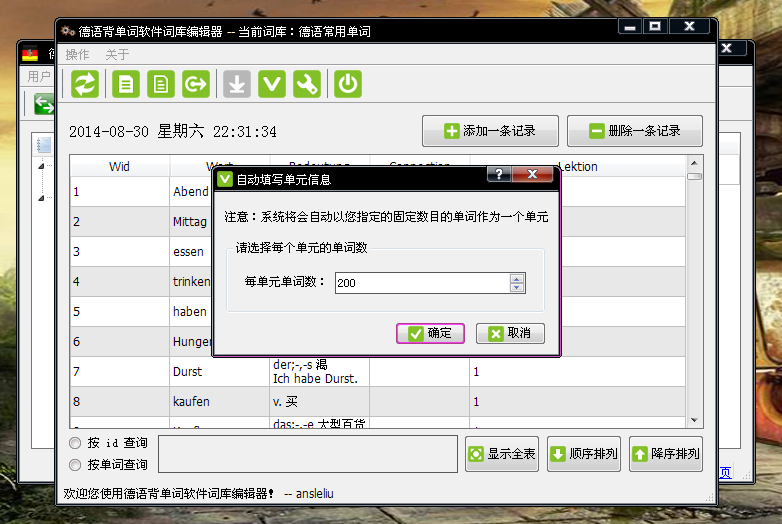 德语背单词软件词库编辑器 -- 当前词库：德语常用单词
操作 关于
用户
2014-08-30 星期六 22:31:34
添加一条记录
删除一条记录
Wid
Lektion
1 Abend
2 Mittag
3 essen
4 trinken
5 haben
6 Hunger
7 Durst der;-,-s 渴 1
Ich habe Durst.
8 kaufen v. 买 1
das;-,-e 大型百货
自动填写单元信息
注意：系统将会自动以您指定的固定数目的单词作为一个单元
请选择每个单元的单词数
每单元单词数： 200
确定 取消
按 id 查询
按单词查询
显示全表 顺序排列 降序排列
页
欢迎您使用德语背单词软件词库编辑器! -- ansleliu